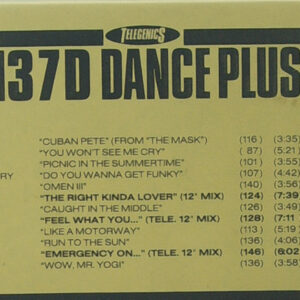 TELEGENICS
137D DANCE PLUS
"CUBAN PETE" (FROM "THE MASK") (116) (3:35)
"YOU WON'T SEE ME CRY" ( 87) (5:21)
"PICNIC IN THE SUMMERTIME" (101) (3:55)
RY "DO YOU WANNA GET FUNKY" (107) (4:42)
"OMEN III" (140) (3:56)
"THE RIGHT KINDA LOVER" (12" MIX) (124) (7:39)
"CAUGHT IN THE MIDDLE" (126) (3:49)
"FEEL WHAT YOU..." (TELE. 12" MIX) (128) (7:11)
"LIKE A MOTORWAY" (113) (5:19)
"RUN TO THE SUN" (136) (4:06)
"EMERGENCY ON..." (TELE. 12" MIX) (146) (6:02)
"WOW, MR. YOGI" (136) (3:58)